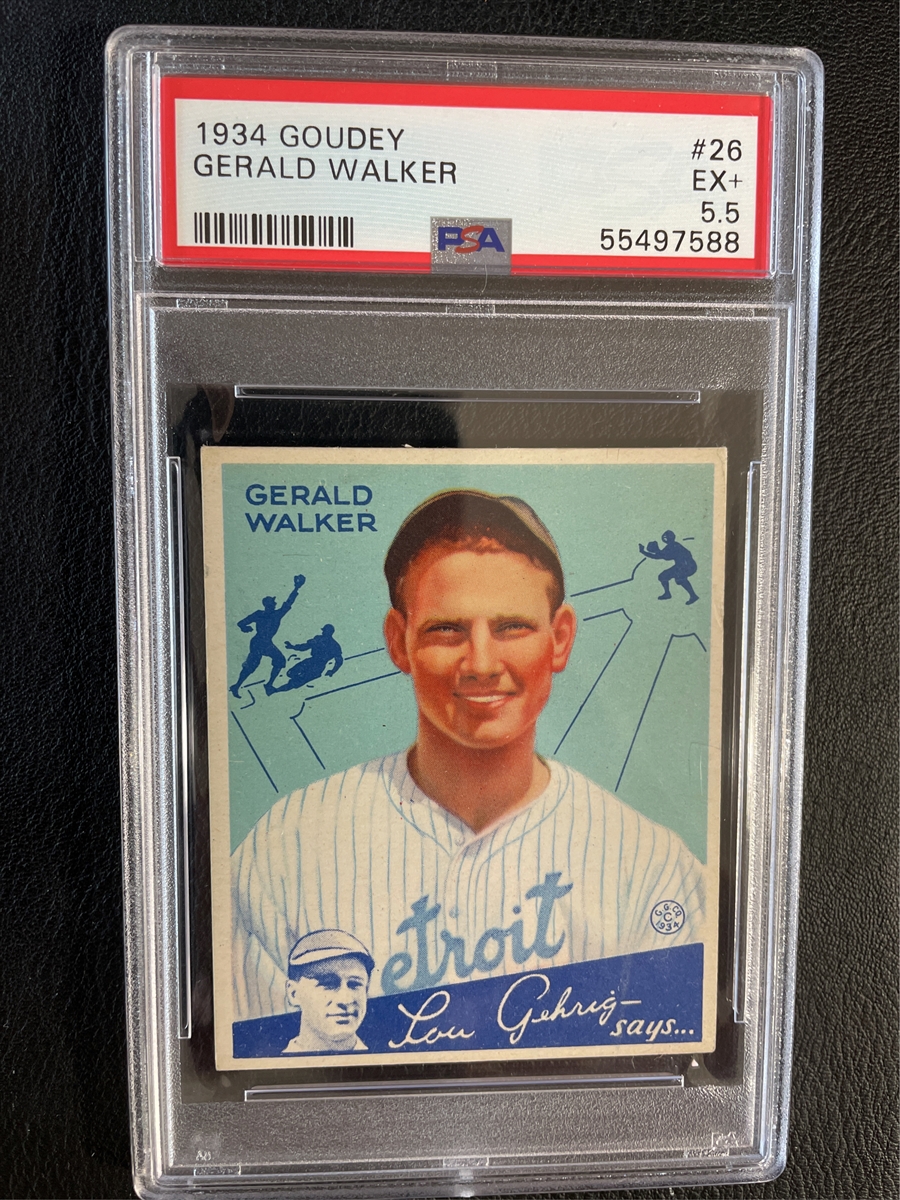 1934 GOUDEY
GERALD WALKER
#26
EX+
5.5
55497588
PSA
GERALD
WALKER
etroit
G.G.CO.
C
1934
Lou Gehrig—
says...